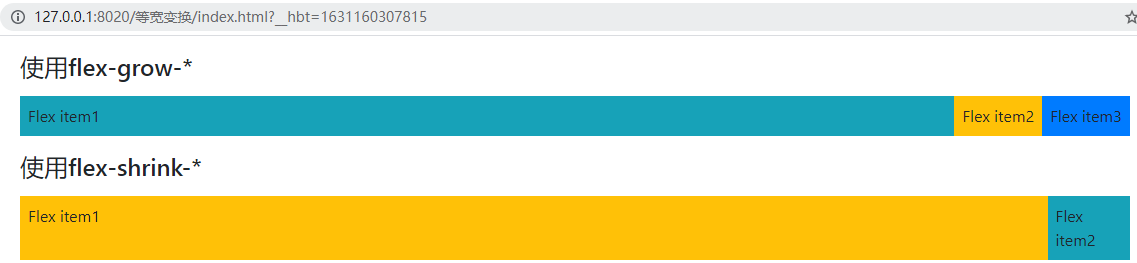 127.0.0.1:8020/等宽变换/index.html?__hbt=1631160307815
使用flex-grow-*
Flex item1 Flex item2 Flex item3
使用flex-shrink-*
Flex item1 Flex
item2